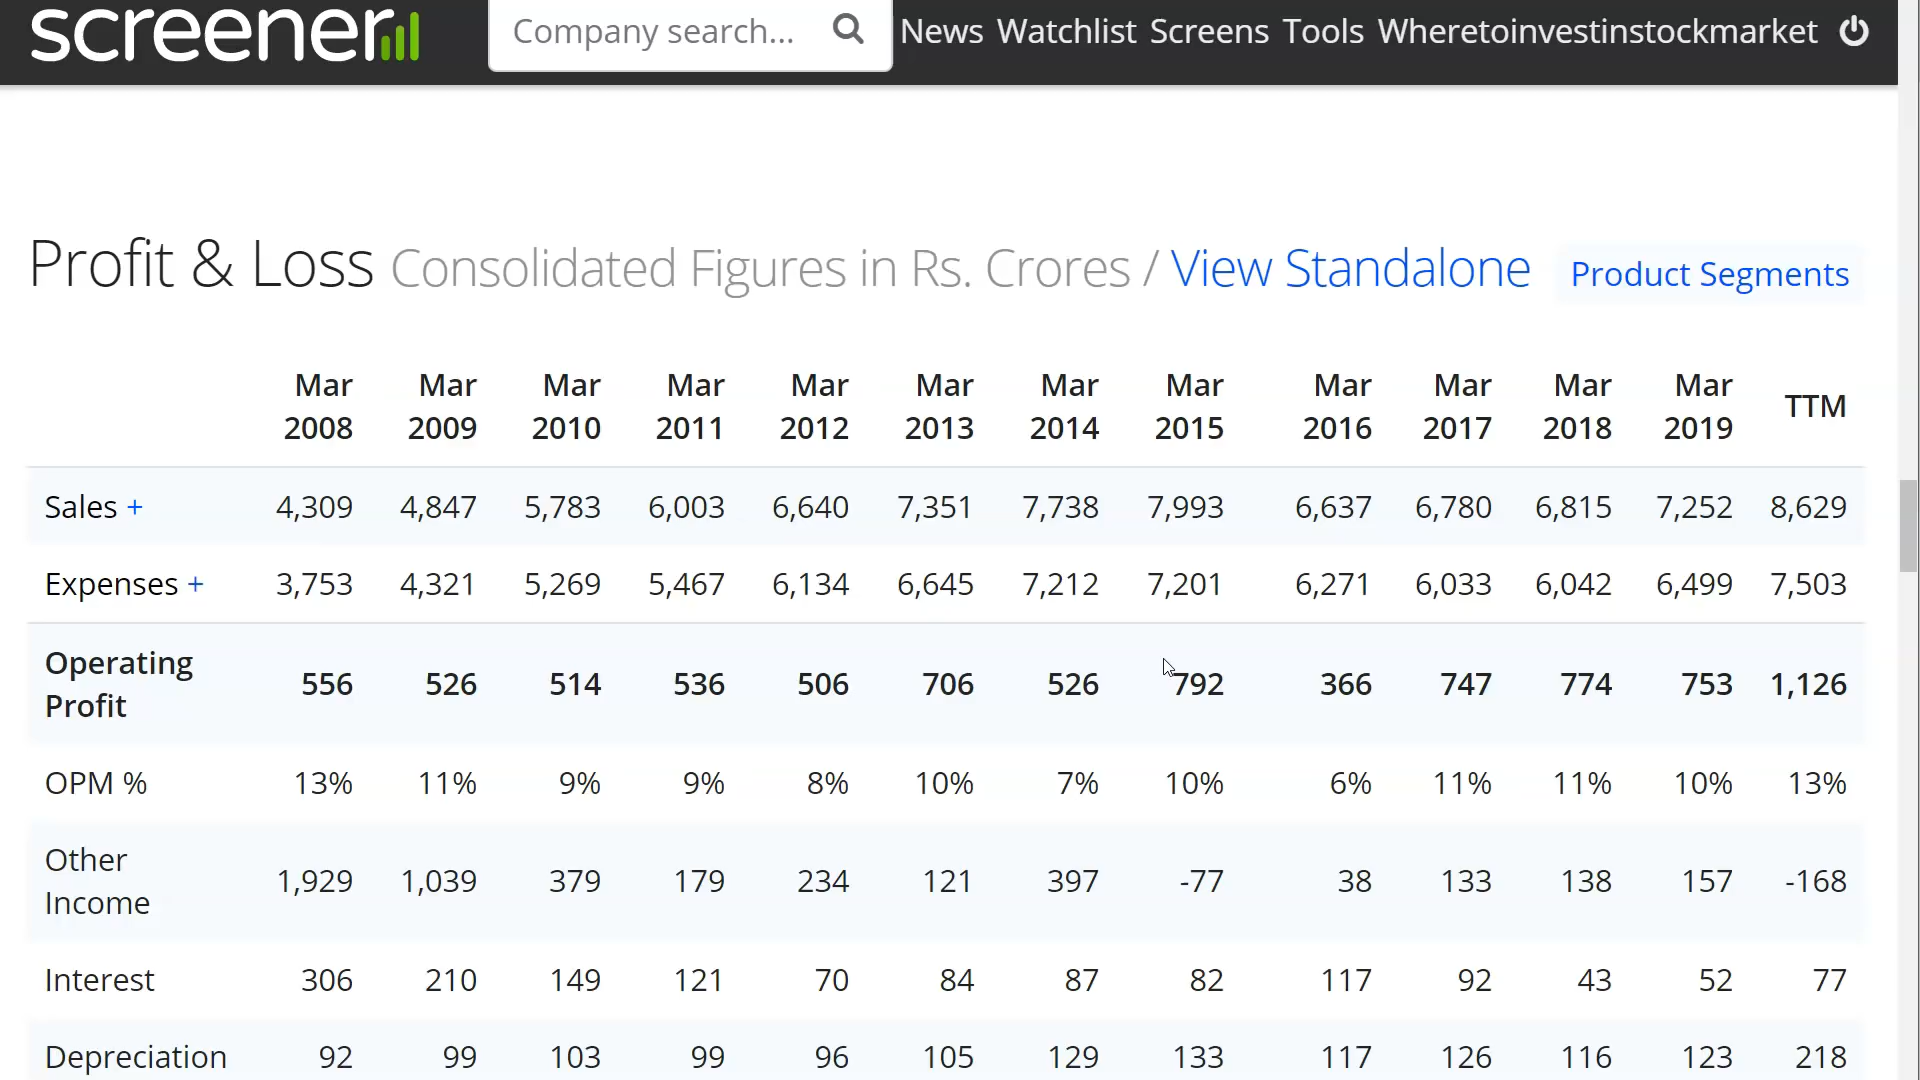 screener
Company search...
News Watchlist Screens Tools Wheretoinvestinstockmarket
Profit & Loss Consolidated Figures in Rs. Crores / View Standalone Product Segments
Mar 2008 Mar 2009 Mar 2010 Mar 2011 Mar 2012 Mar 2013 Mar 2014 Mar 2015 Mar 2016 Mar 2017 Mar 2018 Mar 2019 TTM
Sales + 4,309 4,847 5,783 6,003 6,640 7,351 7,738 7,993 6,637 6,780 6,815 7,252 8,629
Expenses + 3,753 4,321 5,269 5,467 6,134 6,645 7,212 7,201 6,271 6,033 6,042 6,499 7,503
Operating Profit 556 526 514 536 506 706 526 792 366 747 774 753 1,126
OPM % 13% 11% 9% 9% 8% 10% 7% 10% 6% 11% 11% 10% 13%
Other Income 1,929 1,039 379 179 234 121 397 -77 38 133 138 157 -168
Interest 306 210 149 121 70 84 87 82 117 92 43 52 77
Depreciation 92 99 103 99 96 105 129 133 117 126 116 123 218